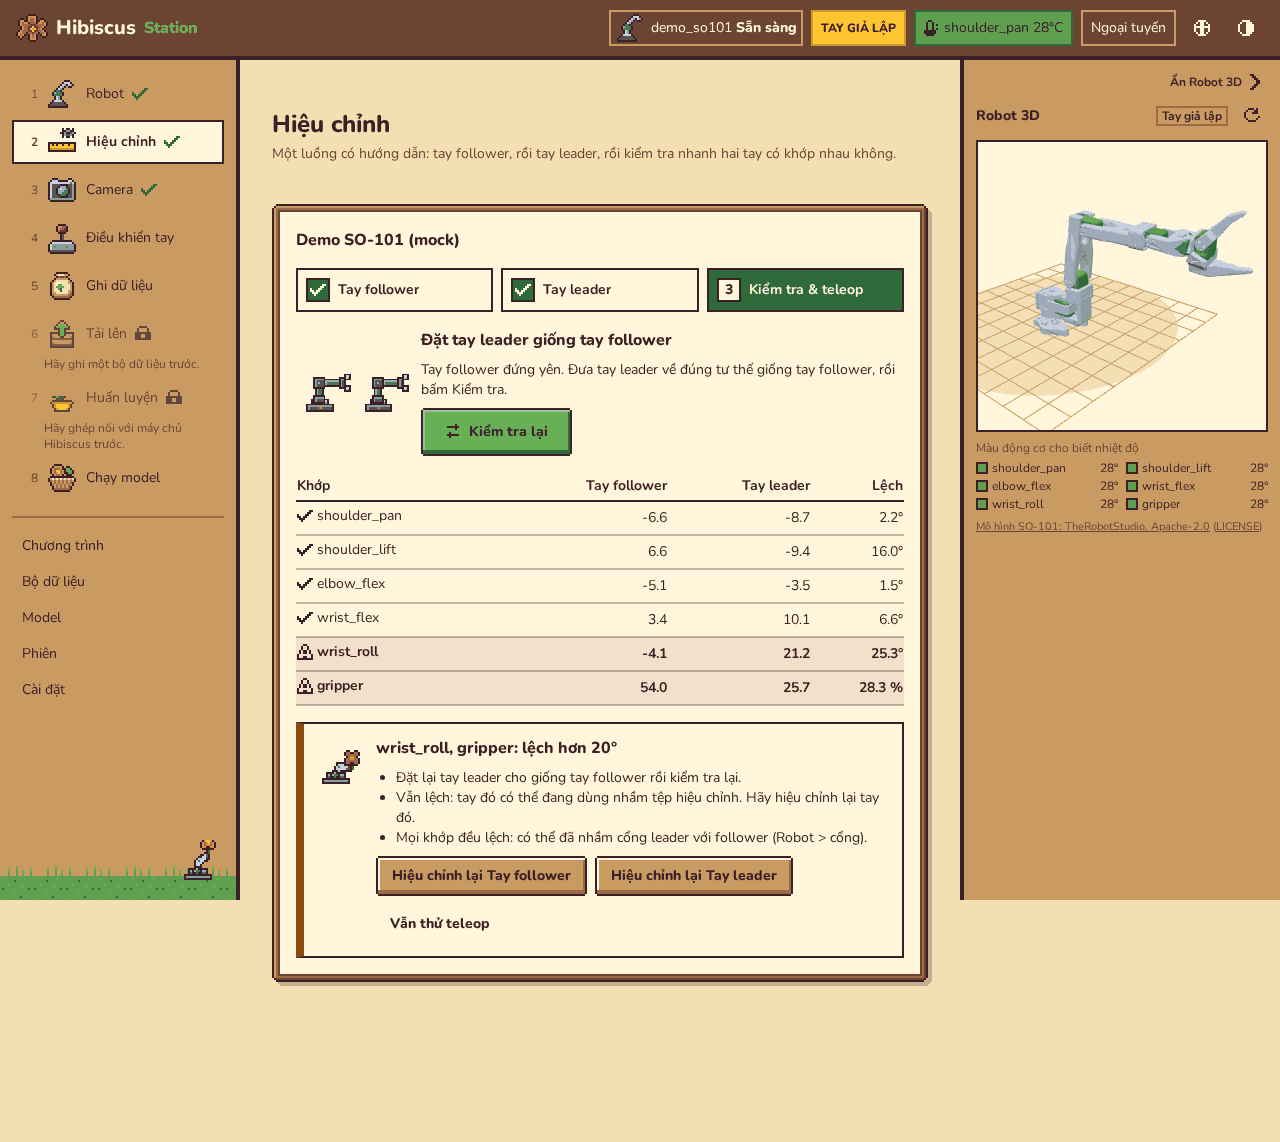 Hibiscus Station
demo_so101 Sẵn sàng
TAY GIẢ LẬP
shoulder_pan 28°C
Ngoại tuyến
1 Robot
2 Hiệu chỉnh
3 Camera
4 Điều khiển tay
5 Ghi dữ liệu
6 Tải lên
Hãy ghi một bộ dữ liệu trước.
7 Huấn luyện
Hãy ghép nối với máy chủ
Hibiscus trước.
8 Chạy model
Chương trình
Bộ dữ liệu
Model
Phiên
Cài đặt
Hiệu chỉnh
Một luồng có hướng dẫn: tay follower, rồi tay leader, rồi kiểm tra nhanh hai tay có khớp nhau không.
Demo SO-101 (mock)
Tay follower
Tay leader
3 Kiểm tra & teleop
Đặt tay leader giống tay follower
Tay follower đứng yên. Đưa tay leader về đúng tư thế giống tay follower, rồi
bấm Kiểm tra.
Kiểm tra lại
Khớp Tay follower Tay leader Lệch
shoulder_pan -6.6 -8.7 2.2°
shoulder_lift 6.6 -9.4 16.0°
elbow_flex -5.1 -3.5 1.5°
wrist_flex 3.4 10.1 6.6°
wrist_roll -4.1 21.2 25.3°
gripper 54.0 25.7 28.3 %
wrist_roll, gripper: lệch hơn 20°
Đặt lại tay leader cho giống tay follower rồi kiểm tra lại.
Vẫn lệch: tay đó có thể đang dùng nhầm tệp hiệu chỉnh. Hãy hiệu chỉnh lại tay
đó.
Mọi khớp đều lệch: có thể đã nhầm cổng leader với follower (Robot > cổng).
Hiệu chỉnh lại Tay follower
Hiệu chỉnh lại Tay leader
Vẫn thử teleop
Ẩn Robot 3D
Robot 3D
Tay giả lập
Màu động cơ cho biết nhiệt độ
shoulder_pan 28° shoulder_lift 28°
elbow_flex 28° wrist_flex 28°
wrist_roll 28° gripper 28°
Mô hình SO-101: TheRobotStudio, Apache-2.0 (LICENSE)